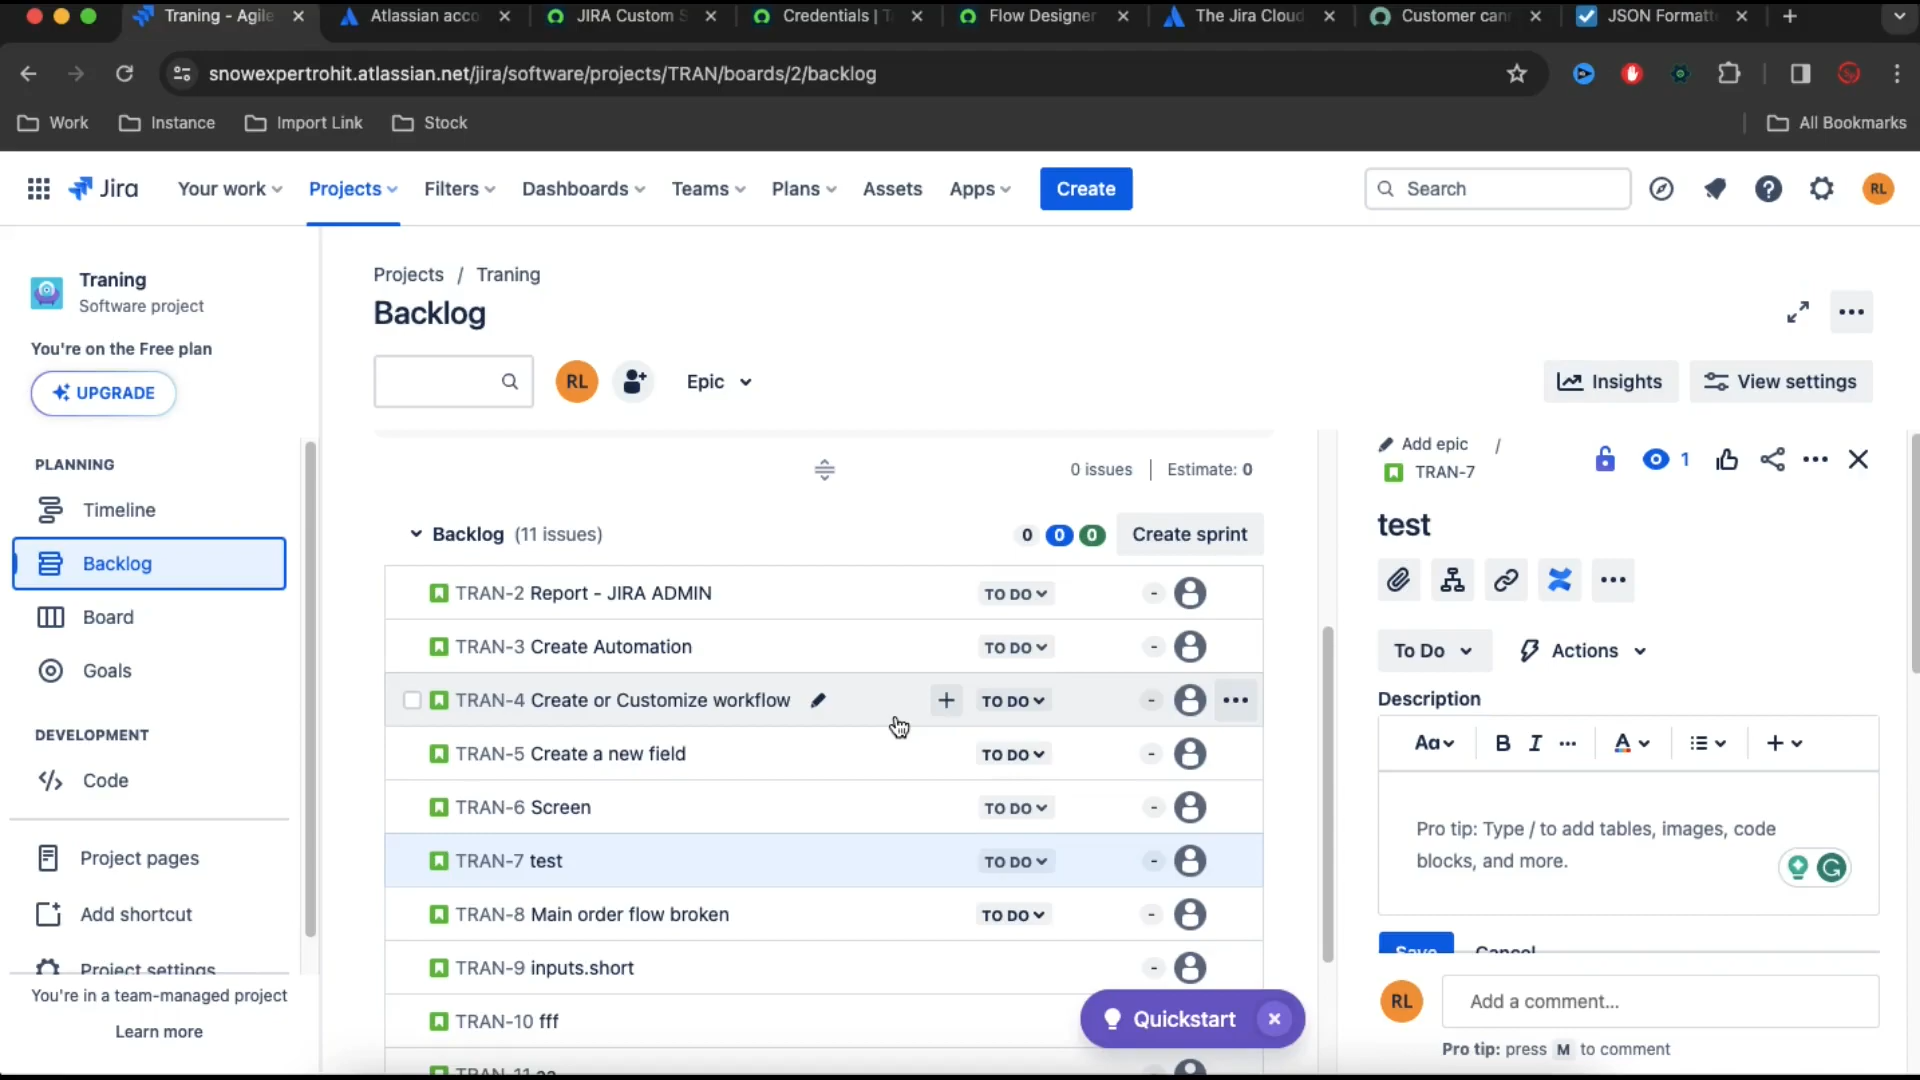 Traning - Agile
Atlassian acco
JIRA Custom S
Credentials | T
Flow Designer
The Jira Cloud
Customer can
JSON Formatt
snowexpertrohit.atlassian.net/jira/software/projects/TRAN/boards/2/backlog
Work
Instance
Import Link
Stock
All Bookmarks
Jira
Your work
Projects
Filters
Dashboards
Teams
Plans
Assets
Apps
Create
Search
RL
Traning
Software project
You're on the Free plan
UPGRADE
PLANNING
Timeline
Backlog
Board
Goals
DEVELOPMENT
Code
Project pages
Add shortcut
Project settings
You're in a team-managed project
Learn more
Projects / Traning
Backlog
RL
Epic
Insights
View settings
0 issues
Estimate: 0
Backlog (11 issues)
0 0 0
Create sprint
TRAN-2 Report - JIRA ADMIN TO DO -
TRAN-3 Create Automation TO DO -
TRAN-4 Create or Customize workflow TO DO -
TRAN-5 Create a new field TO DO -
TRAN-6 Screen TO DO -
TRAN-7 test TO DO -
TRAN-8 Main order flow broken TO DO -
TRAN-9 inputs.short -
TRAN-10 fff
TRAN-11
Quickstart
Add epic /
TRAN-7
1
test
To Do
Actions
Description
Aa
B I
A
Pro tip: Type / to add tables, images, code
blocks, and more.
Save
Cancel
RL
Add a comment...
Pro tip: press M to comment